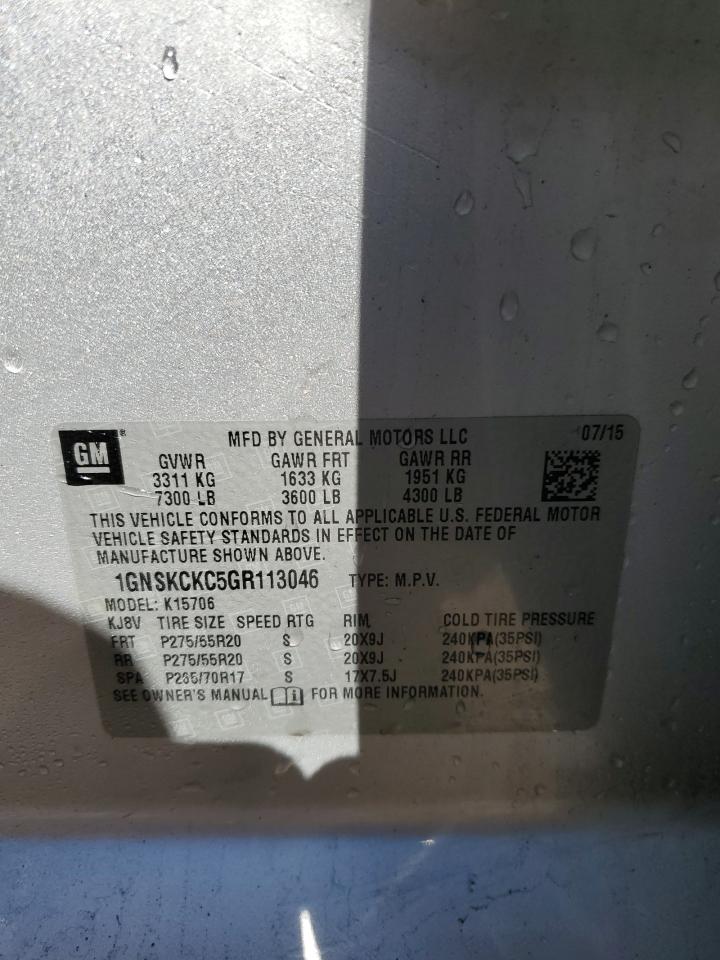 GM ®
MFD BY GENERAL MOTORS LLC 07/15
GVWR GAWR FRT GAWR RR
3311 KG 1633 KG 1951 KG
7300 LB 3600 LB 4300 LB
THIS VEHICLE CONFORMS TO ALL APPLICABLE U.S. FEDERAL MOTOR
VEHICLE SAFETY STANDARDS IN EFFECT ON THE DATE OF
MANUFACTURE SHOWN ABOVE.
1GNSKCKC5GR113046 TYPE: M.P.V.
MODEL: K15706
KJ8V TIRE SIZE SPEED RTG RIM COLD TIRE PRESSURE
FRT P275/55R20 S 20X9J 240KPA(35PSI)
RR P275/55R20 S 20X9J 240KPA(35PSI)
SPA P265/70R17 S 17X7.5J 240KPA(35PSI)
SEE OWNER'S MANUAL FOR MORE INFORMATION.